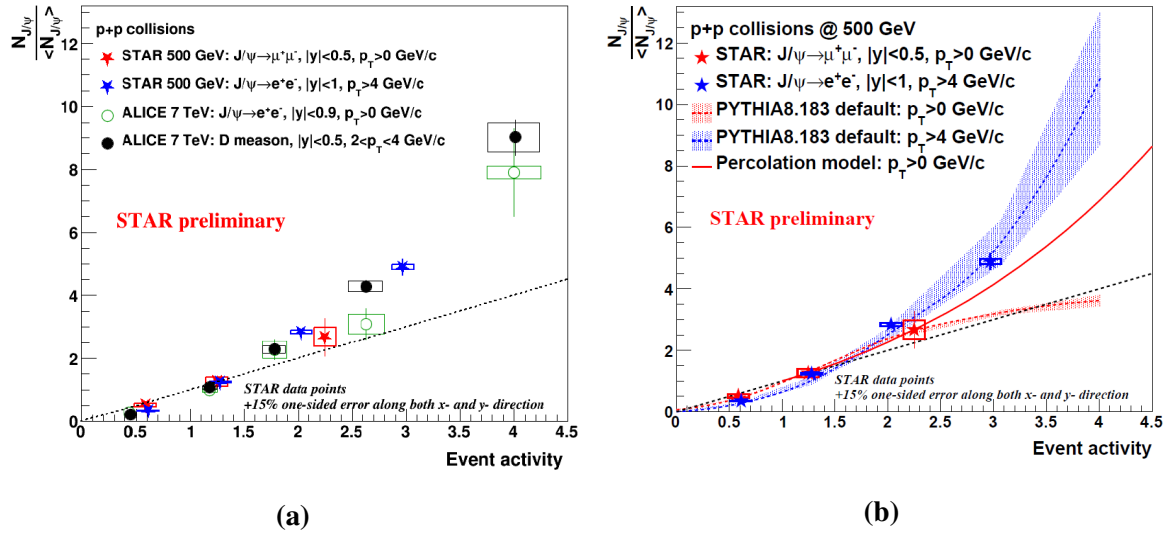 N_J/ψ
<N_J/ψ>
12
10
8
6
4
2
0
p+p collisions
STAR 500 GeV: J/ψ→μ⁺μ⁻, |y|<0.5, p_T>0 GeV/c
STAR 500 GeV: J/ψ→e⁺e⁻, |y|<1, p_T>4 GeV/c
ALICE 7 TeV: J/ψ→e⁺e⁻, |y|<0.9, p_T>0 GeV/c
ALICE 7 TeV: D meason, |y|<0.5, 2<p_T<4 GeV/c
STAR preliminary
STAR data points
+15% one-sided error along both x- and y- direction
0 0.5 1 1.5 2 2.5 3 3.5 4 4.5
Event activity
(a)
N_J/ψ
<N_J/ψ>
12
10
8
6
4
2
0
p+p collisions @ 500 GeV
STAR: J/ψ→μ⁺μ⁻, |y|<0.5, p_T>0 GeV/c
STAR: J/ψ→e⁺e⁻, |y|<1, p_T>4 GeV/c
PYTHIA8.183 default: p_T>0 GeV/c
PYTHIA8.183 default: p_T>4 GeV/c
Percolation model: p_T>0 GeV/c
STAR preliminary
STAR data points
+15% one-sided error along both x- and y- direction
0 0.5 1 1.5 2 2.5 3 3.5 4 4.5
Event activity
(b)